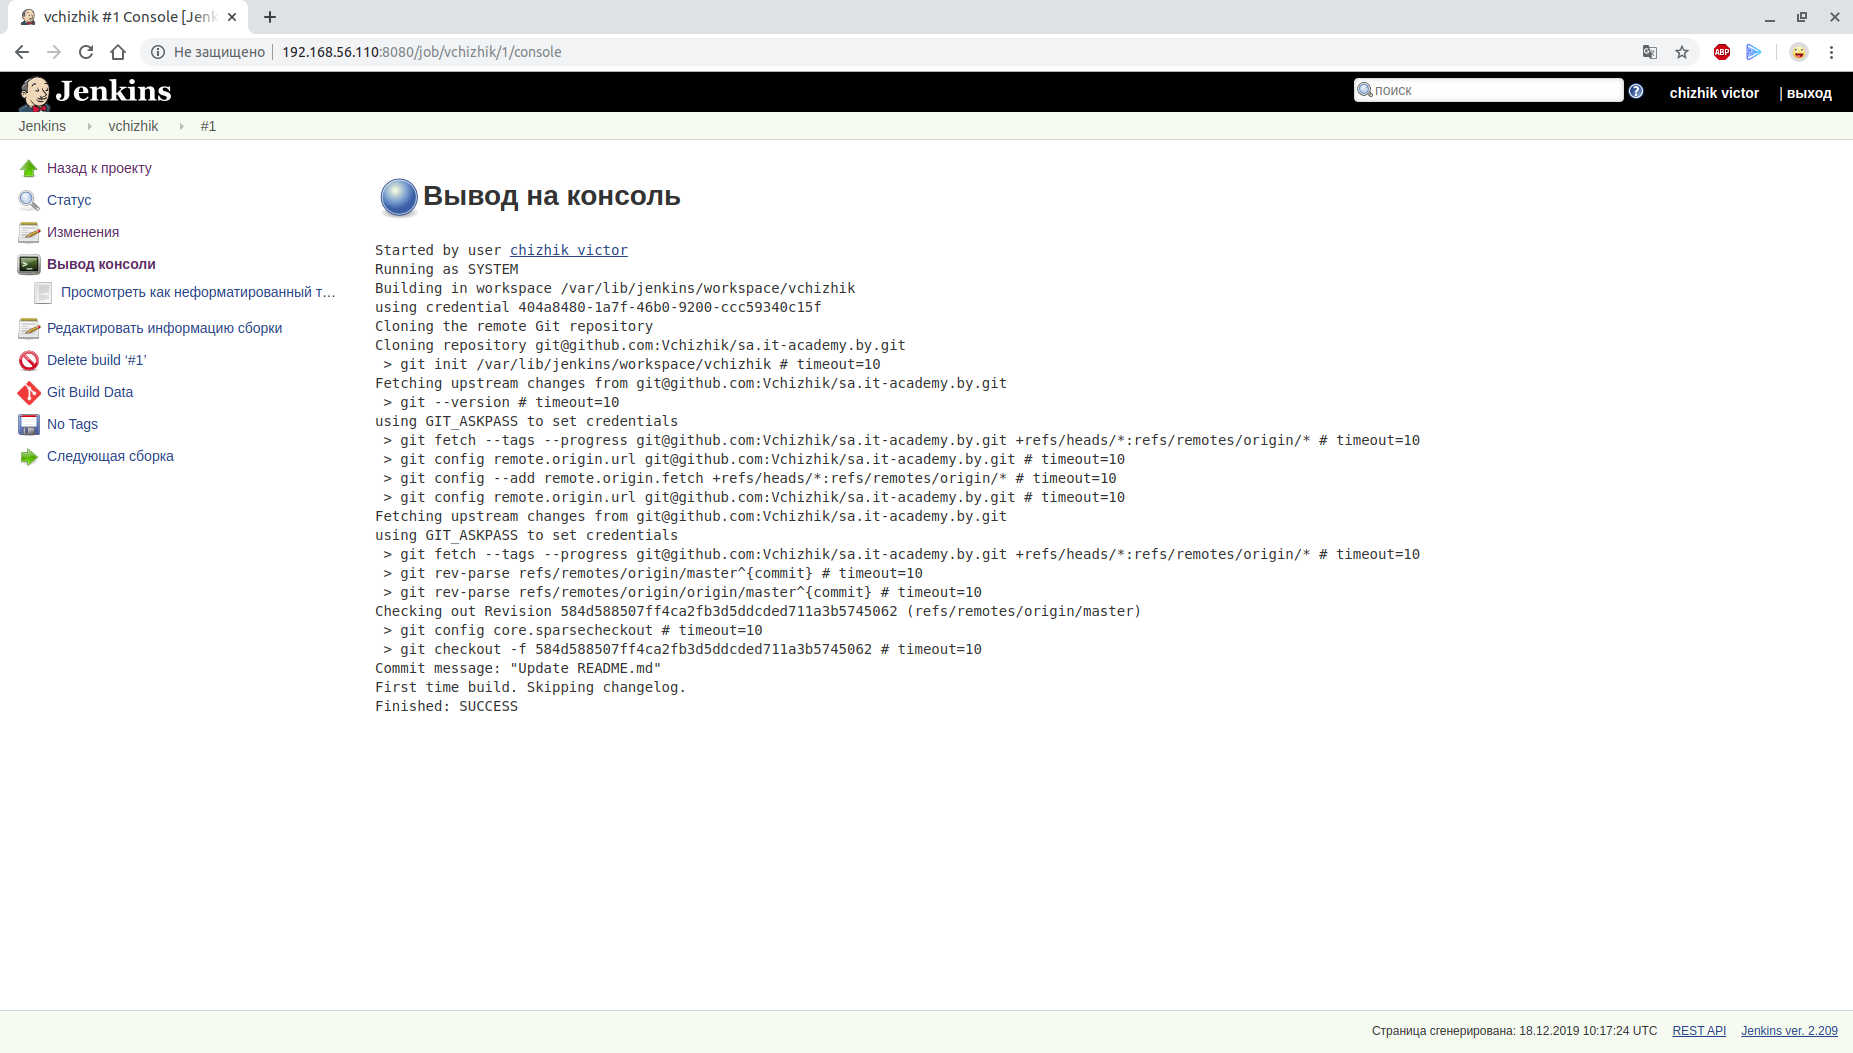 vchizhik #1 Console [Jenk
Не защищено 192.168.56.110:8080/job/vchizhik/1/console
ABP
Jenkins
поиск
chizhik victor
| выход
Jenkins vchizhik #1
Назад к проекту
Статус
Изменения
Вывод консоли
Просмотреть как неформатированный т…
Редактировать информацию сборки
Delete build ‘#1’
Git Build Data
No Tags
Следующая сборка
Вывод на консоль
Started by user chizhik victor
Running as SYSTEM
Building in workspace /var/lib/jenkins/workspace/vchizhik
using credential 404a8480-1a7f-46b0-9200-ccc59340c15f
Cloning the remote Git repository
Cloning repository git@github.com:Vchizhik/sa.it-academy.by.git
> git init /var/lib/jenkins/workspace/vchizhik # timeout=10
Fetching upstream changes from git@github.com:Vchizhik/sa.it-academy.by.git
> git --version # timeout=10
using GIT_ASKPASS to set credentials
> git fetch --tags --progress git@github.com:Vchizhik/sa.it-academy.by.git +refs/heads/*:refs/remotes/origin/* # timeout=10
> git config remote.origin.url git@github.com:Vchizhik/sa.it-academy.by.git # timeout=10
> git config --add remote.origin.fetch +refs/heads/*:refs/remotes/origin/* # timeout=10
> git config remote.origin.url git@github.com:Vchizhik/sa.it-academy.by.git # timeout=10
Fetching upstream changes from git@github.com:Vchizhik/sa.it-academy.by.git
using GIT_ASKPASS to set credentials
> git fetch --tags --progress git@github.com:Vchizhik/sa.it-academy.by.git +refs/heads/*:refs/remotes/origin/* # timeout=10
> git rev-parse refs/remotes/origin/master^{commit} # timeout=10
> git rev-parse refs/remotes/origin/origin/master^{commit} # timeout=10
Checking out Revision 584d588507ff4ca2fb3d5ddcded711a3b5745062 (refs/remotes/origin/master)
> git config core.sparsecheckout # timeout=10
> git checkout -f 584d588507ff4ca2fb3d5ddcded711a3b5745062 # timeout=10
Commit message: "Update README.md"
First time build. Skipping changelog.
Finished: SUCCESS
Страница сгенерирована: 18.12.2019 10:17:24 UTC REST API Jenkins ver. 2.209